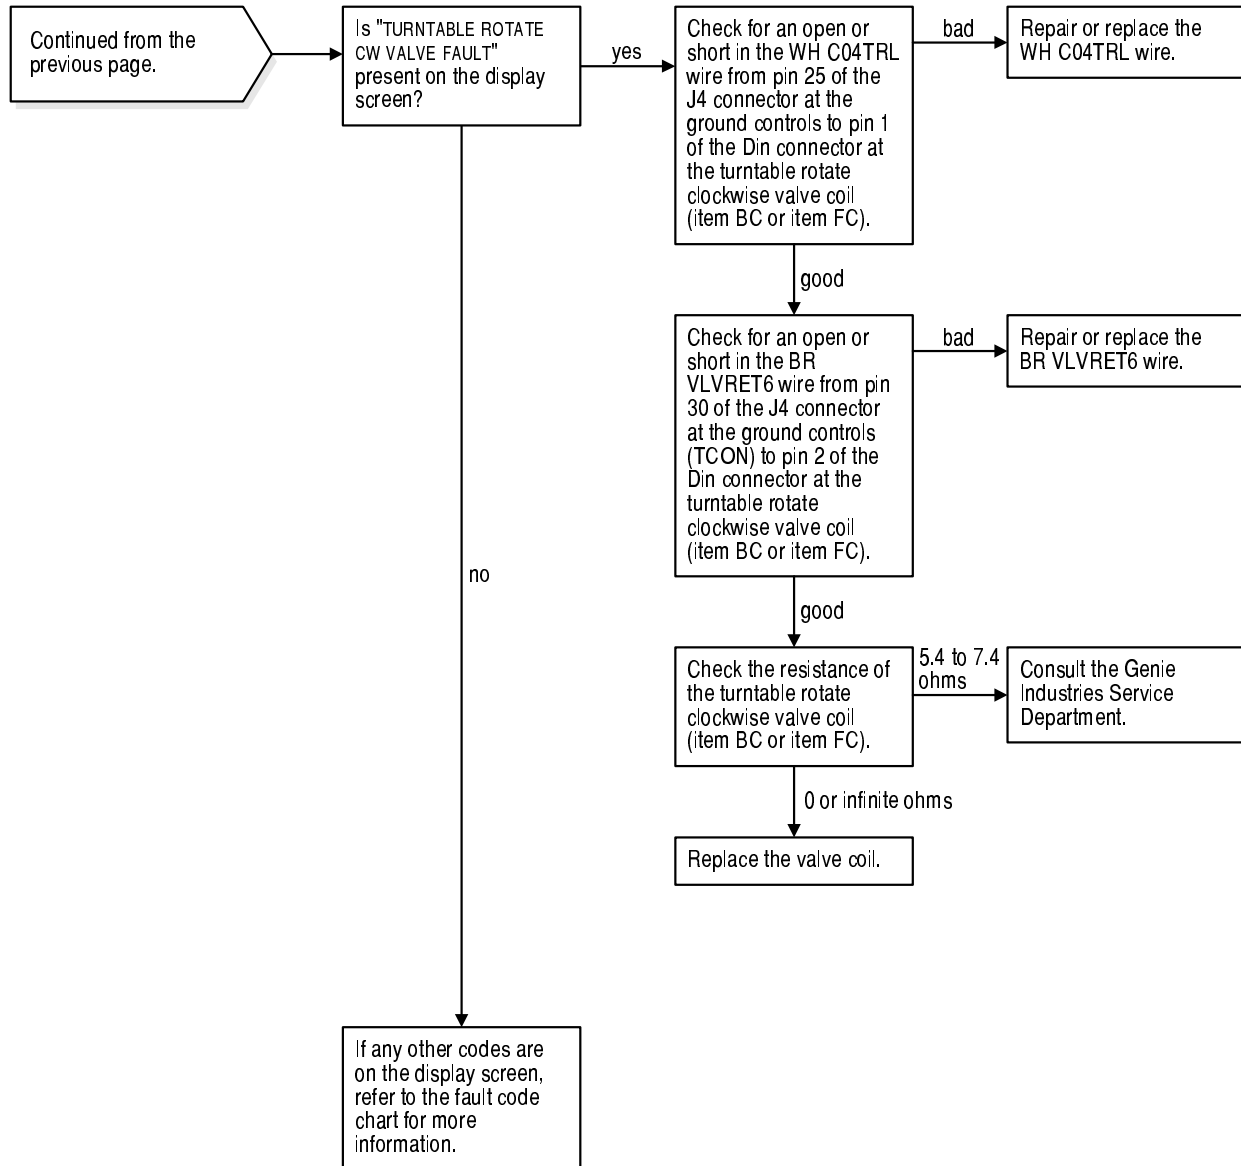 Continued from the
previous page.
Is "TURNTABLE ROTATE
CW VALVE FAULT"
present on the display
screen?
yes
Check for an open or
short in the WH C04TRL
wire from pin 25 of the
J4 connector at the
ground controls to pin 1
of the Din connector at
the turntable rotate
clockwise valve coil
(item BC or item FC).
bad
Repair or replace the
WH C04TRL wire.
good
Check for an open or
short in the BR
VLVRET6 wire from pin
30 of the J4 connector
at the ground controls
(TCON) to pin 2 of the
Din connector at the
turntable rotate
clockwise valve coil
(item BC or item FC).
bad
Repair or replace the
BR VLVRET6 wire.
no
good
Check the resistance of
the turntable rotate
clockwise valve coil
(item BC or item FC).
5.4 to 7.4
ohms
Consult the Genie
Industries Service
Department.
0 or infinite ohms
Replace the valve coil.
If any other codes are
on the display screen,
refer to the fault code
chart for more
information.